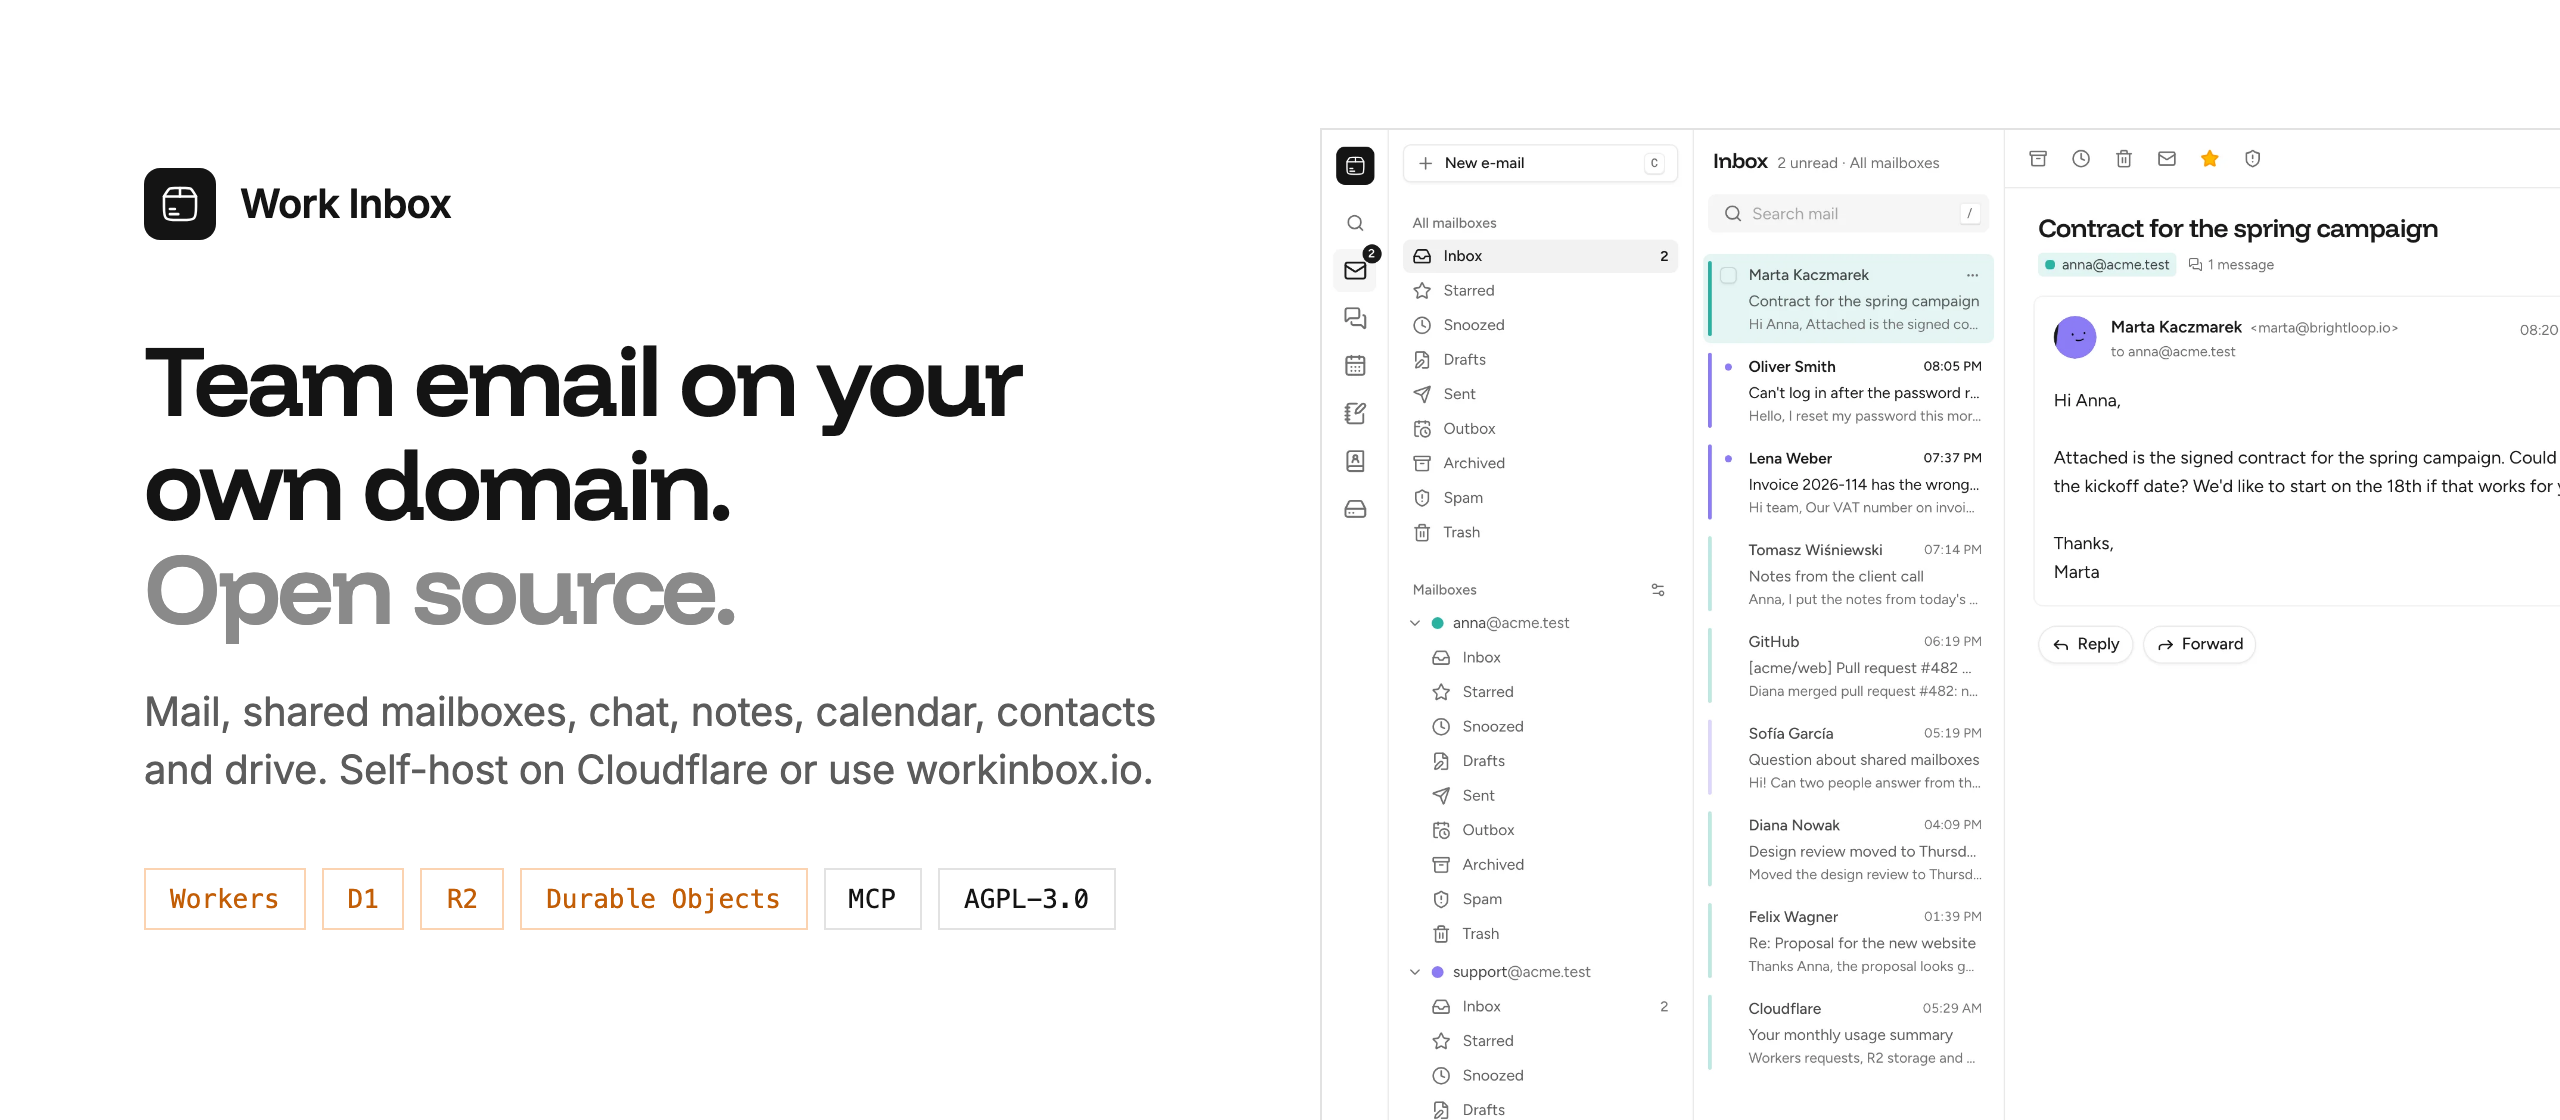 Work Inbox
Team email on your
own domain.
Open source.
Mail, shared mailboxes, chat, notes, calendar, contacts
and drive. Self-host on Cloudflare or use workinbox.io.
Workers
D1
R2
Durable Objects
MCP
AGPL-3.0
2
New e-mail
C
All mailboxes
Inbox 2
Starred
Snoozed
Drafts
Sent
Outbox
Archived
Spam
Trash
Mailboxes
anna@acme.test
Inbox
Starred
Snoozed
Drafts
Sent
Outbox
Archived
Spam
Trash
support@acme.test
Inbox 2
Starred
Snoozed
Drafts
Inbox 2 unread · All mailboxes
Search mail /
Marta Kaczmarek ...
Contract for the spring campaign
Hi Anna, Attached is the signed co...
Oliver Smith 08:05 PM
Can't log in after the password r...
Hello, I reset my password this mor...
Lena Weber 07:37 PM
Invoice 2026-114 has the wrong...
Hi team, Our VAT number on invoi...
Tomasz Wiśniewski 07:14 PM
Notes from the client call
Anna, I put the notes from today's ...
GitHub 06:19 PM
[acme/web] Pull request #482 ...
Diana merged pull request #482: n...
Sofía García 05:19 PM
Question about shared mailboxes
Hi! Can two people answer from th...
Diana Nowak 04:09 PM
Design review moved to Thursd...
Moved the design review to Thursd...
Felix Wagner 01:39 PM
Re: Proposal for the new website
Thanks Anna, the proposal looks g...
Cloudflare 05:29 AM
Your monthly usage summary
Workers requests, R2 storage and ...
Contract for the spring campaign
anna@acme.test 1 message
Marta Kaczmarek <marta@brightloop.io> 08:20
to anna@acme.test
Hi Anna,
Attached is the signed contract for the spring campaign. Could
the kickoff date? We'd like to start on the 18th if that works for
Thanks,
Marta
Reply
Forward